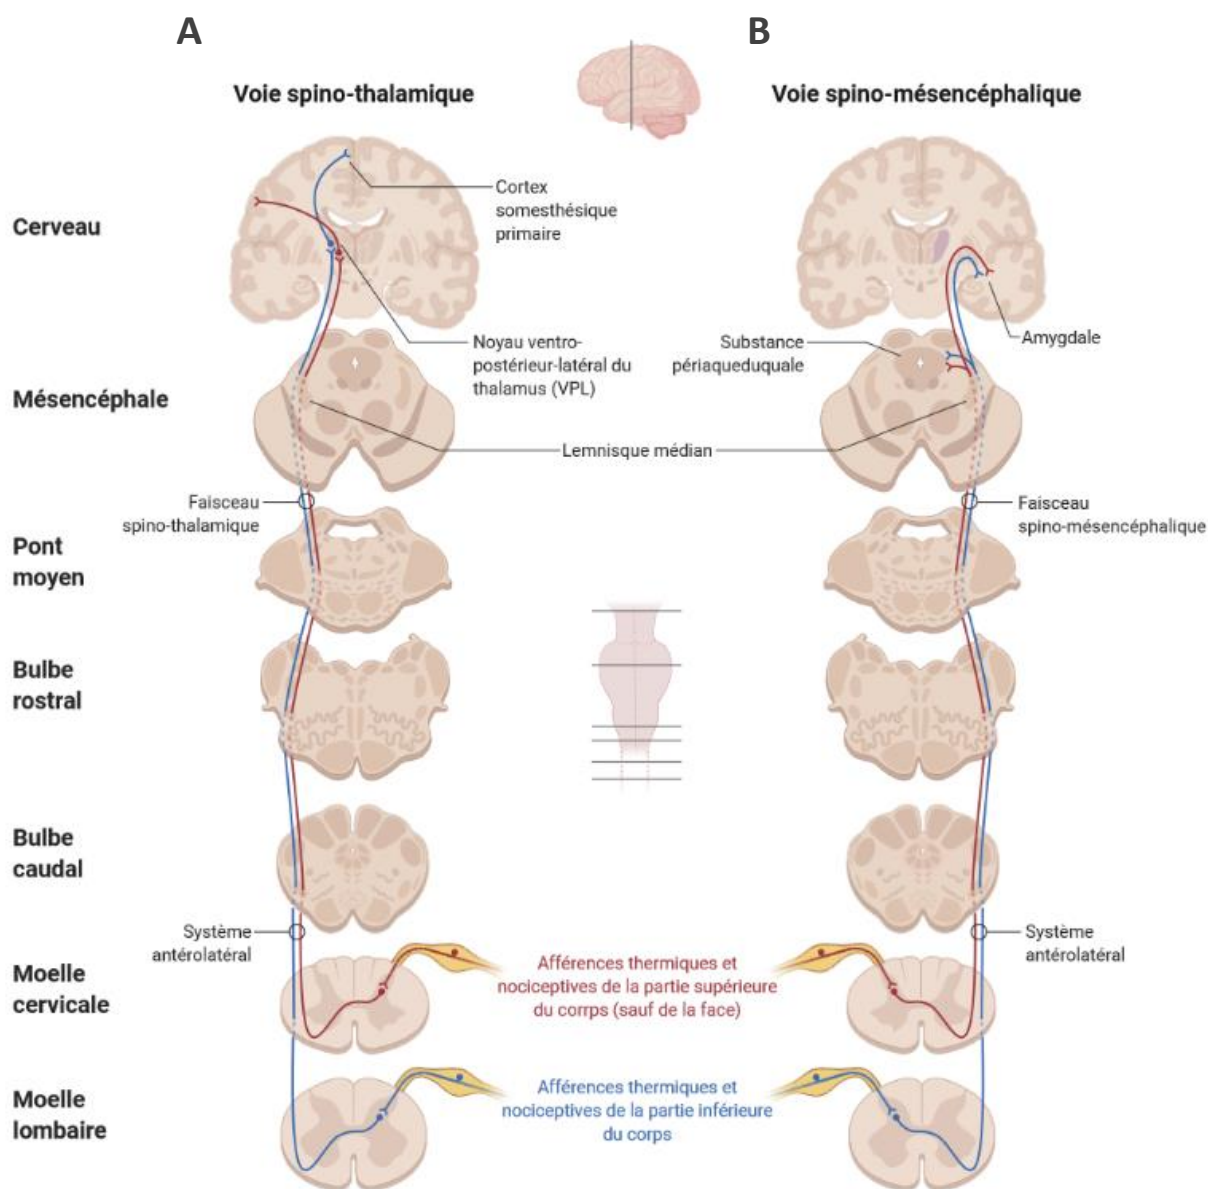 A
B
Voie spino-thalamique
Voie spino-mésencéphalique
Cerveau
Cortex
somesthésique
primaire
Noyau ventro-
postérieur-latéral du
thalamus (VPL)
Substance
périaqueduquale
Amygdale
Mésencéphale
Lemnisque médian
Faisceau
spino-thalamique
Faisceau
spino-mésencéphalique
Pont
moyen
Bulbe
rostral
Bulbe
caudal
Système
antérolatéral
Système
antérolatéral
Moelle
cervicale
Afférences thermiques et
nociceptives de la partie supérieure
du corrps (sauf de la face)
Moelle
lombaire
Afférences thermiques et
nociceptives de la partie inférieure
du corps